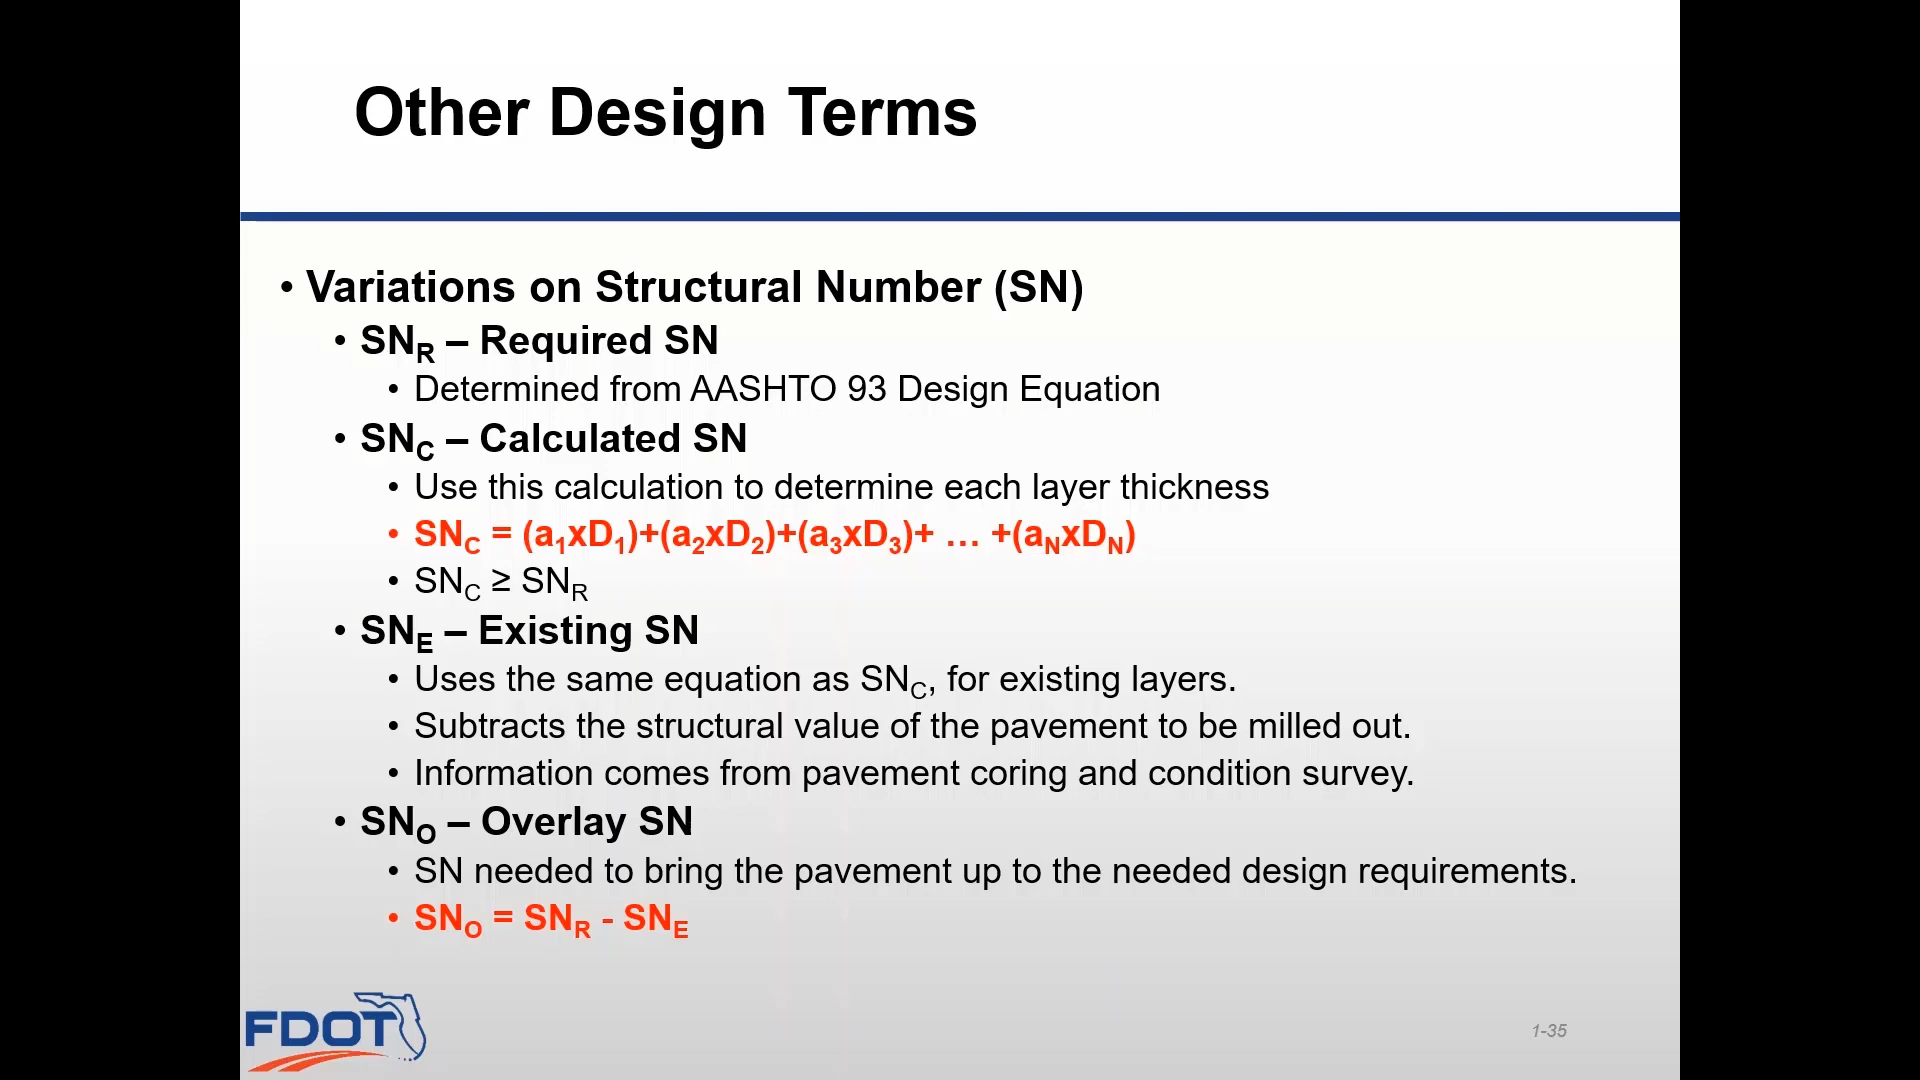 Other Design Terms
• Variations on Structural Number (SN)
• SNR – Required SN
• Determined from AASHTO 93 Design Equation
• SNC – Calculated SN
• Use this calculation to determine each layer thickness
• SNC = (a1xD1)+(a2xD2)+(a3xD3)+ … +(aNxDN)
• SNC ≥ SNR
• SNE – Existing SN
• Uses the same equation as SNC, for existing layers.
• Subtracts the structural value of the pavement to be milled out.
• Information comes from pavement coring and condition survey.
• SNO – Overlay SN
• SN needed to bring the pavement up to the needed design requirements.
• SNO = SNR - SNE
FDOT
1-35